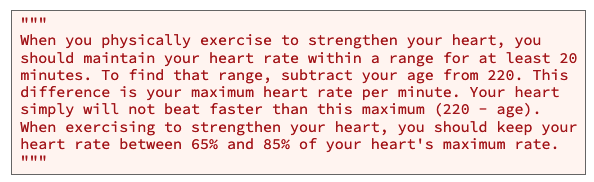 """
When you physically exercise to strengthen your heart, you
should maintain your heart rate within a range for at least 20
minutes. To find that range, subtract your age from 220. This
difference is your maximum heart rate per minute. Your heart
simply will not beat faster than this maximum (220 - age).
When exercising to strengthen your heart, you should keep your
heart rate between 65% and 85% of your heart's maximum rate.
"""